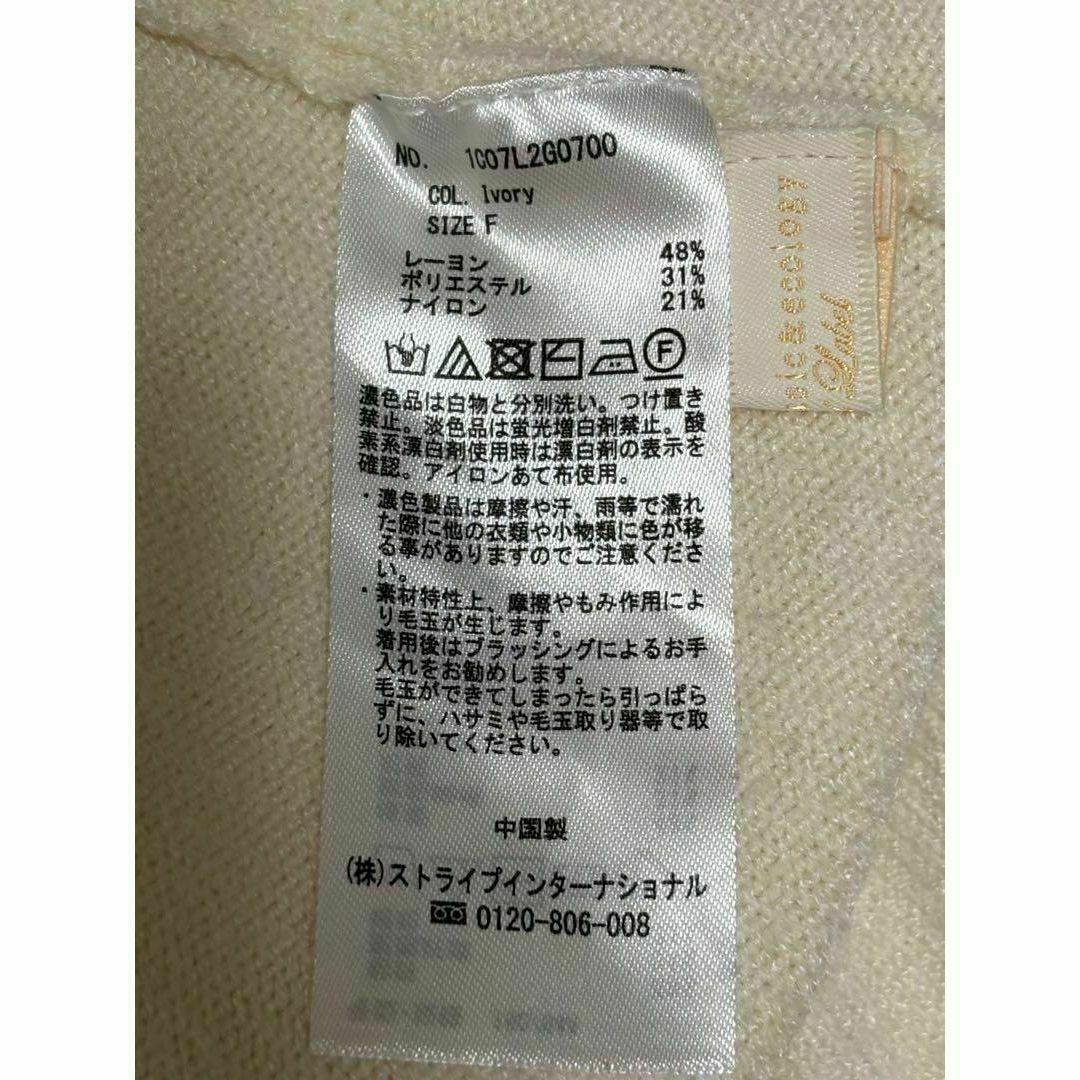 NO. 1C07L2G0700
COL. Ivory
SIZE F
レーヨン 48%
ポリエステル 31%
ナイロン 21%
F
濃色品は白物と分別洗い。つけ置き
禁止。淡色品は蛍光増白剤禁止。酸
素系漂白剤使用時は漂白剤の表示を
確認。アイロンあて布使用。
・濃色製品は摩擦や汗、雨等で濡れ
た際に他の衣類や小物類に色が移
る事がありますのでご注意くださ
い。
・素材特性上、摩擦やもみ作用によ
り毛玉が生じます。
着用後はブラッシングによるお手
入れをお勧めします。
毛玉ができてしまったら引っぱら
ずに、ハサミや毛玉取り器等で取
り除いてください。
中国製
(株)ストライプインターナショナル
0120-806-008
Label